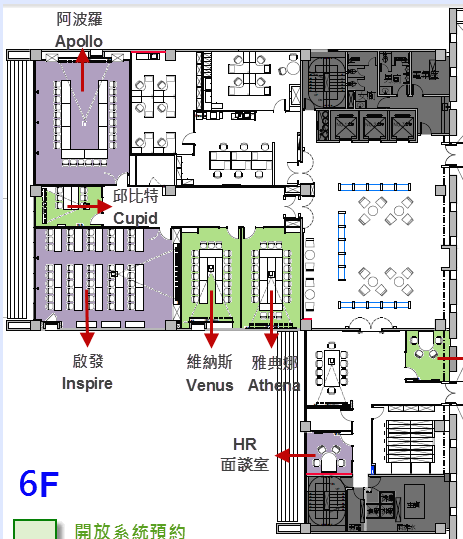 阿波羅
Apollo
邱比特
Cupid
啟發
Inspire
維納斯
Venus
雅典娜
Athena
HR
面談室
6F
開放系統預約